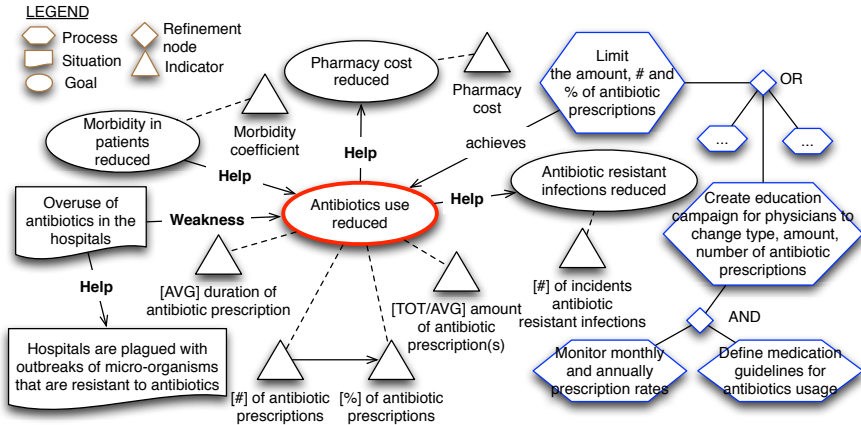 LEGEND
Process
Situation
Goal
Refinement
node
Indicator
Pharmacy cost
reduced
Pharmacy
cost
Limit
the amount, # and
% of antibiotic
prescriptions
OR
...
...
Morbidity in
patients
reduced
Morbidity
coefficient
Help
achieves
Help
Antibiotic resistant
infections reduced
Overuse of
antibiotics in the
hospitals
Weakness
Antibiotics use
reduced
Help
Create education
campaign for physicians to
change type, amount,
number of antibiotic
prescriptions
Help
[AVG] duration of
antibiotic prescription
[TOT/AVG] amount
of antibiotic
prescription(s)
[#] of incidents
antibiotic
resistant infections
AND
Hospitals are plagued with
outbreaks of micro-organisms
that are resistant to antibiotics
[#] of antibiotic
prescriptions
[%] of antibiotic
prescriptions
Monitor monthly
and annually
prescription rates
Define medication
guidelines for
antibiotics usage